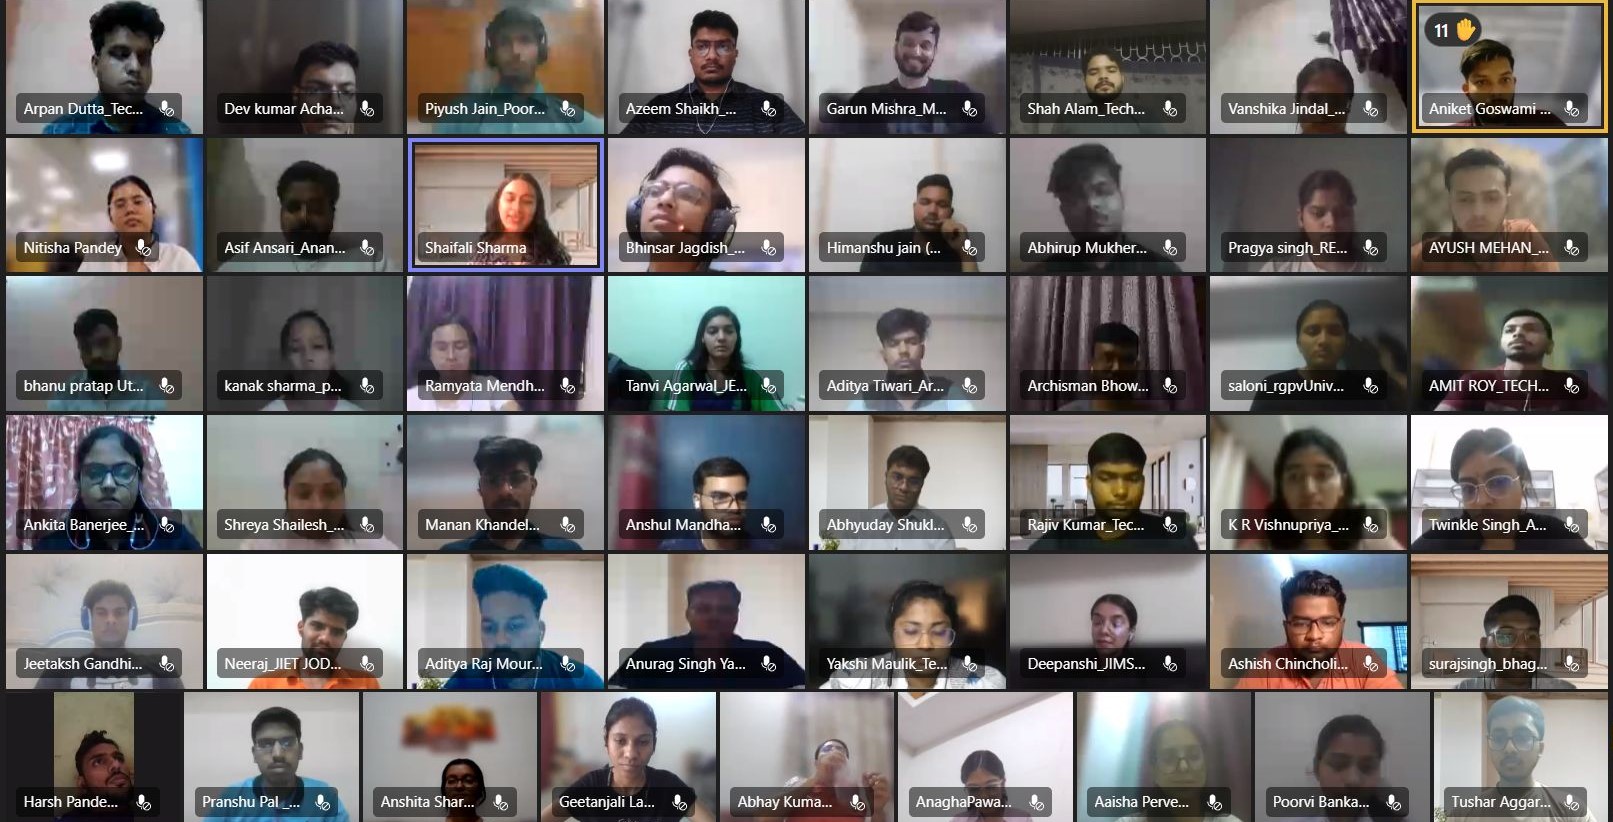 Arpan Dutta_Tec...
Dev kumar Acha...
Piyush Jain_Poor...
Azeem Shaikh_...
Garun Mishra_M...
Shah Alam_Tech...
Vanshika Jindal_...
11
Aniket Goswami ...
Nitisha Pandey
Asif Ansari_Anan...
Shaifali Sharma
Bhinsar Jagdish_...
Himanshu jain (...
Abhirup Mukher...
Pragya singh_RE...
AYUSH MEHAN_...
bhanu pratap Ut...
kanak sharma_p...
Ramyata Mendh...
Tanvi Agarwal_JE...
Aditya Tiwari_Ar...
Archisman Bhow...
saloni_rgpvUniv...
AMIT ROY_TECH...
Ankita Banerjee_...
Shreya Shailesh_...
Manan Khandel...
Anshul Mandha...
Abhyuday Shukl...
Rajiv Kumar_Tec...
K R Vishnupriya_...
Twinkle Singh_A...
Jeetaksh Gandhi...
Neeraj_JIET JOD...
Aditya Raj Mour...
Anurag Singh Ya...
Yakshi Maulik_Te...
Deepanshi_JIMS...
Ashish Chincholi...
surajsingh_bhag...
Harsh Pande...
Pranshu Pal _...
Anshita Shar...
Geetanjali La...
Abhay Kuma...
AnaghaPawa...
Aaisha Perve...
Poorvi Banka...
Tushar Aggar...